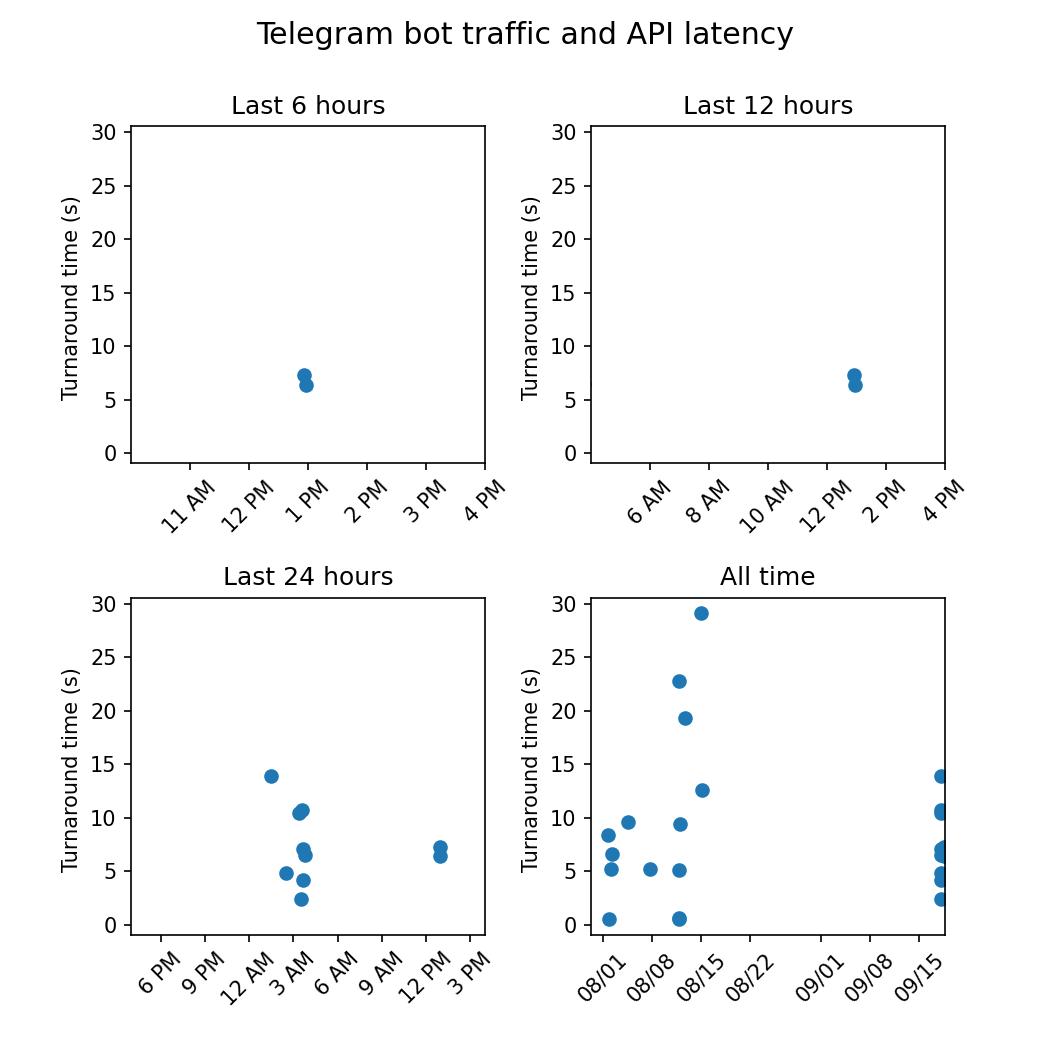 Telegram bot traffic and API latency
Last 6 hours
30
25
20
15
10
5
0
Turnaround time (s)
11 AM
12 PM
1 PM
2 PM
3 PM
4 PM
Last 12 hours
30
25
20
15
10
5
0
Turnaround time (s)
6 AM
8 AM
10 AM
12 PM
2 PM
4 PM
Last 24 hours
30
25
20
15
10
5
0
Turnaround time (s)
6 PM
9 PM
12 AM
3 AM
6 AM
9 AM
12 PM
3 PM
All time
30
25
20
15
10
5
0
Turnaround time (s)
08/01
08/08
08/15
08/22
09/01
09/08
09/15